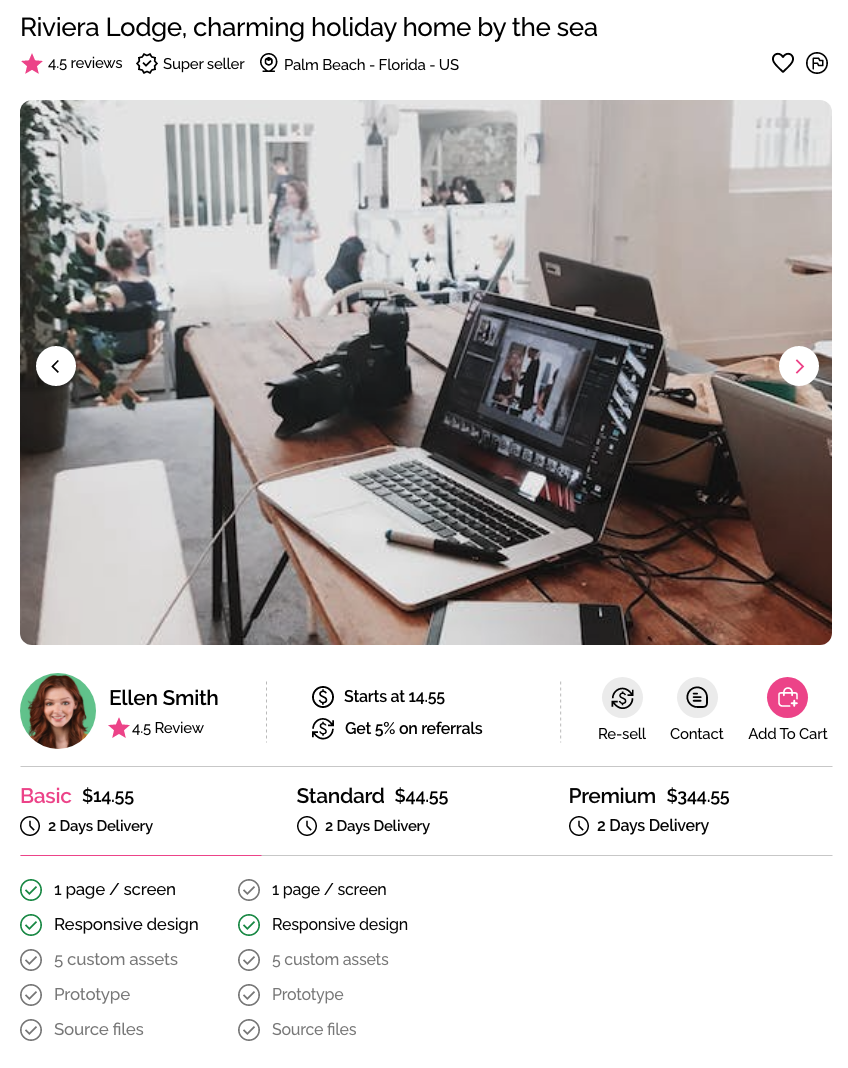 Riviera Lodge, charming holiday home by the sea
4.5 reviews Super seller Palm Beach - Florida - US
Ellen Smith
4.5 Review
Starts at 14.55
Get 5% on referrals
Re-sell Contact Add To Cart
Basic $14.55 Standard $44.55 Premium $344.55
2 Days Delivery 2 Days Delivery 2 Days Delivery
1 page / screen 1 page / screen
Responsive design Responsive design
5 custom assets 5 custom assets
Prototype Prototype
Source files Source files